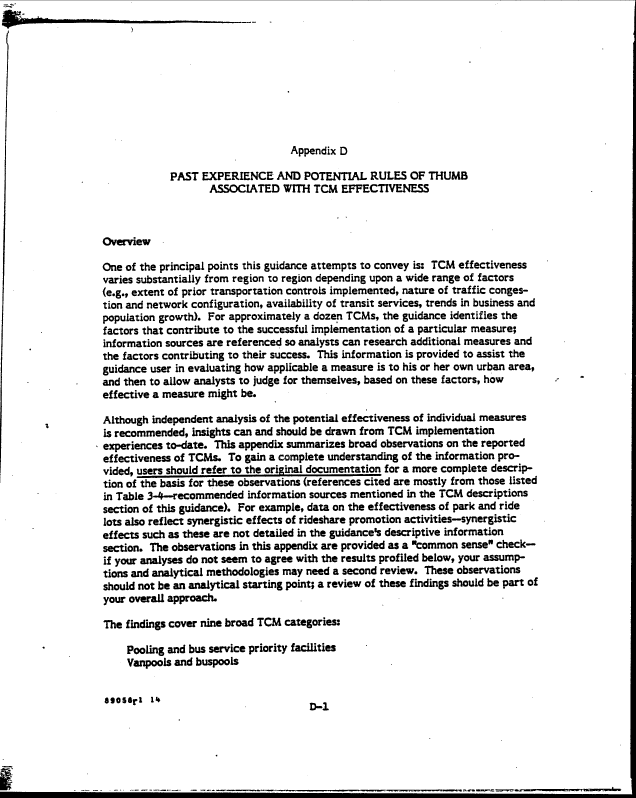 Appendix D
PAST EXPERIENCE AND POTENTIAL RULES OF THUMB
ASSOCIATED WITH TCM EFFECTIVENESS
Overview
One of the principal points this guidance attempts to convey is: TCM effectiveness
varies substantially from region to region depending upon a wide range of factors
(e.g., extent of prior transportation controls implemented, nature of traffic conges-
tion and network configuration, availability of transit services, trends in business and
population growth). For approximately a dozen TCMs, the guidance identifies the
factors that contribute to the successful implementation of a particular measure;
information sources are referenced so analysts can research additional measures and
the factors contributing to their success. This information is provided to assist the
guidance user in evaluating how applicable a measure is to his or her own urban area,
and then to allow analysts to judge for themselves, based on these factors, how
effective a measure might be.
Although independent analysis of the potential effectiveness of individual measures
is recommended, insights can and should be drawn from TCM implementation
experiences to-date. This appendix summarizes broad observations on the reported
effectiveness of TCMs. To gain a complete understanding of the information pro-
vided, users should refer to the original documentation for a more complete descrip-
tion of the basis for these observations (references cited are mostly from those listed
in Table 3-4—recommended information sources mentioned in the TCM descriptions
section of this guidance). For example, data on the effectiveness of park and ride
lots also reflect synergistic effects of rideshare promotion activities—synergistic
effects such as these are not detailed in the guidance's descriptive information
section. The observations in this appendix are provided as a "common sense" check—
if your analyses do not seem to agree with the results profiled below, your assump-
tions and analytical methodologies may need a second review. These observations
should not be an analytical starting point; a review of these findings should be part of
your overall approach.
The findings cover nine broad TCM categories:
Pooling and bus service priority facilities
Vanpools and buspools
89058r1 14
D-1